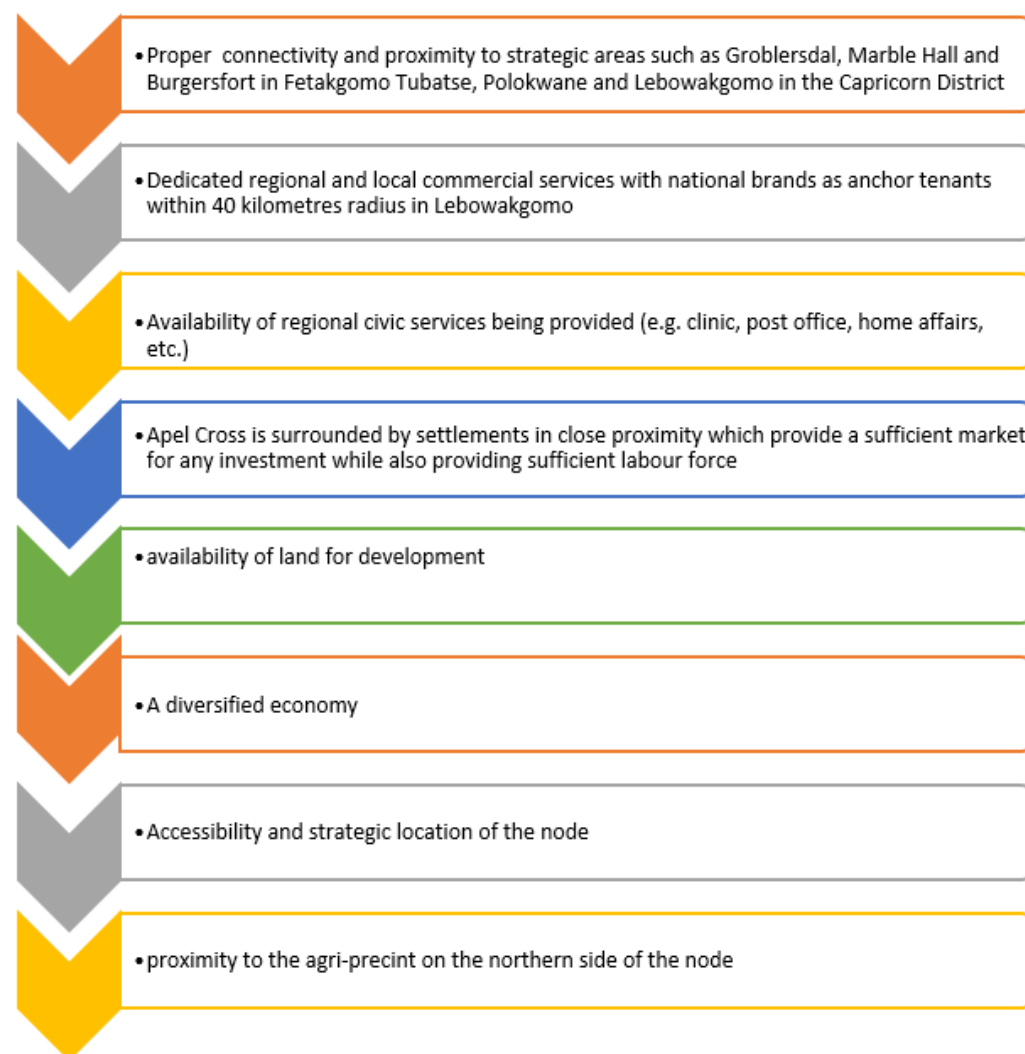 •Proper  connectivity and proximity to strategic areas such as Groblersdal, Marble Hall and
Burgersfort in Fetakgomo Tubatse, Polokwane and Lebowakgomo in the Capricorn District
•Dedicated regional and local commercial services with national brands as anchor tenants
within 40 kilometres radius in Lebowakgomo
•Availability of regional civic services being provided (e.g. clinic, post office, home affairs,
etc.)
•Apel Cross is surrounded by settlements in close proximity which provide a sufficient market
for any investment while also providing sufficient labour force
•availability of land for development
•A diversified economy
•Accessibility and strategic location of the node
•proximity to the agri-precint on the northern side of the node